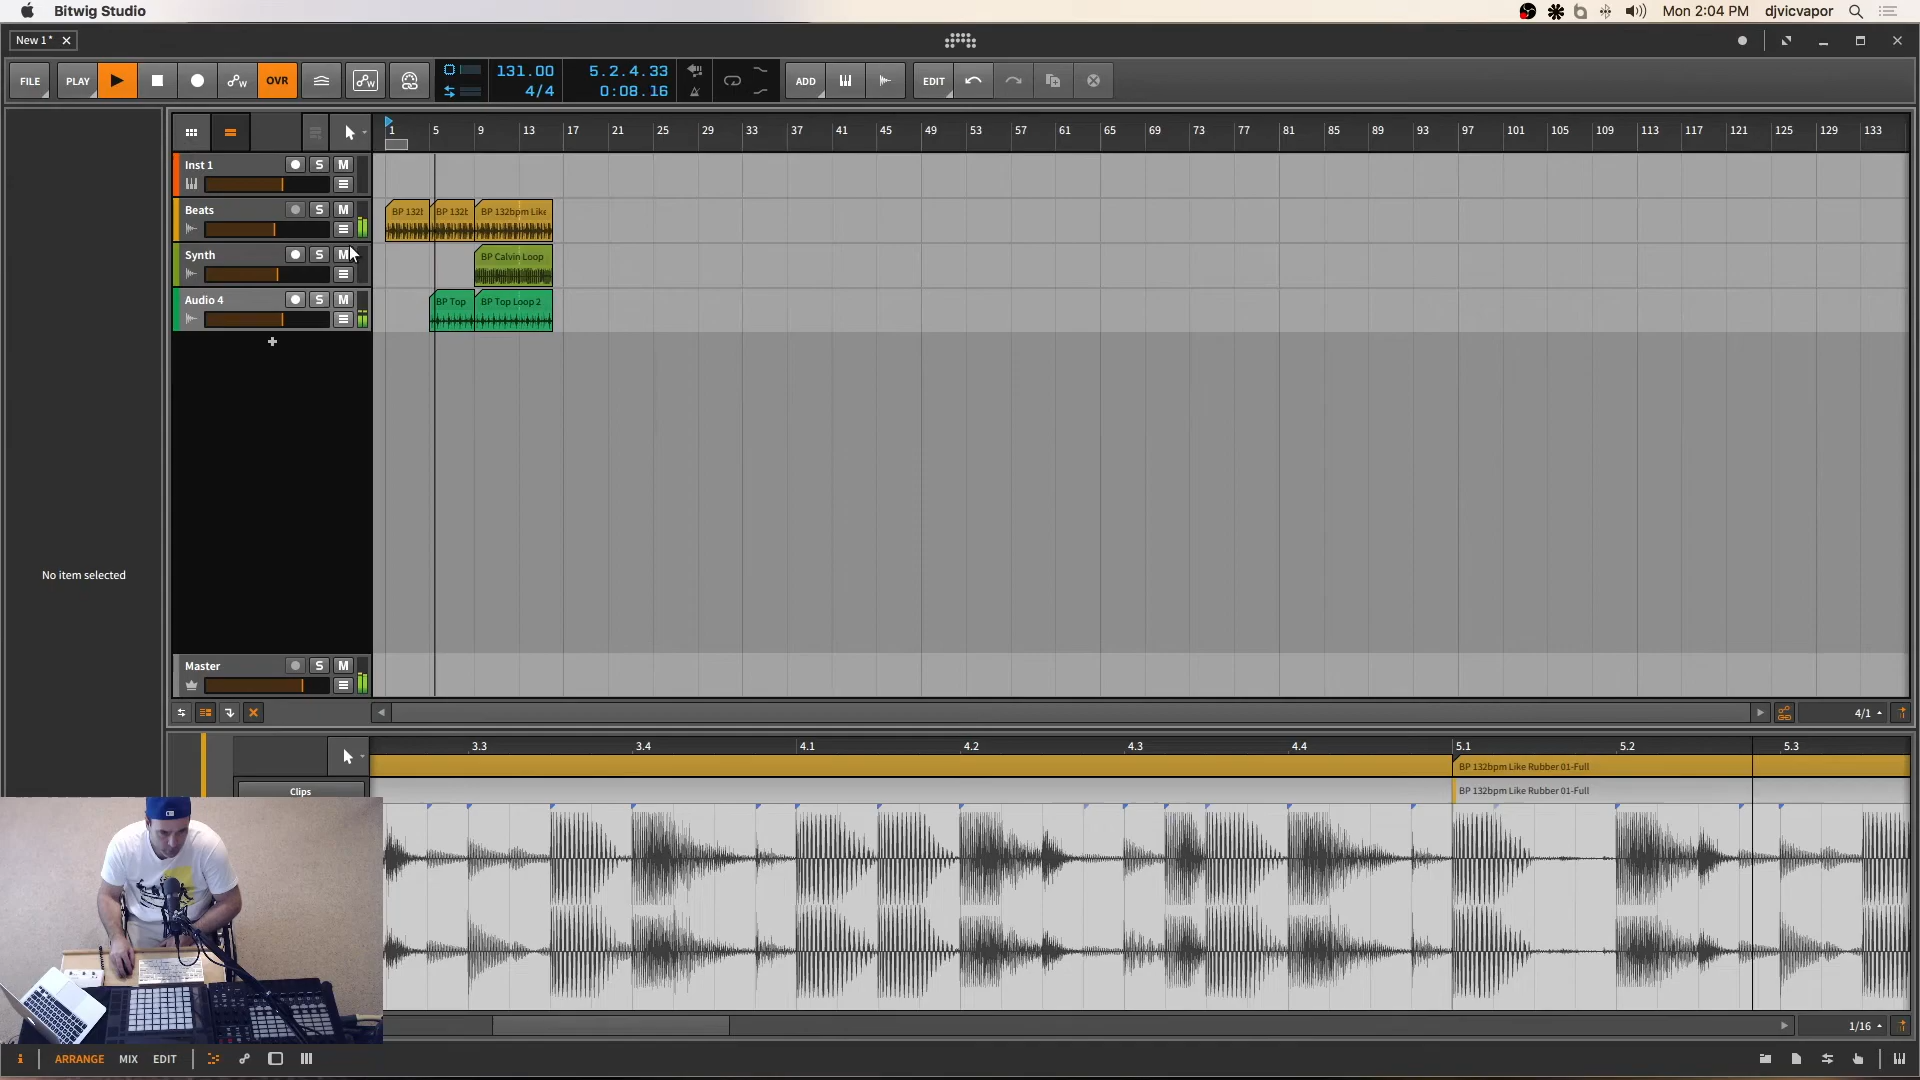 Bitwig Studio
Mon 2:04 PM djvicvapor
New 1*
FILE PLAY OVR 131.00 5.2.4.33 ADD EDIT
4/4 0:08.16
1 5 9 13 17 21 25 29 33 37 41 45 49 53 57 61 65 69 73 77 81 85 89 93 97 101 105 109 113 117 121 125 129 133
Inst 1 S M
Beats S M
BP 132b BP 132b BP 132bpm Like
Synth S M
BP Calvin Loop
Audio 4 S M
BP Top BP Top Loop 2
No item selected
Master S M
4/1
3.3 3.4 4.1 4.2 4.3 4.4 5.1 5.2 5.3
BP 132bpm Like Rubber 01-Full
Clips
BP 132bpm Like Rubber 01-Full
1/16
i ARRANGE MIX EDIT